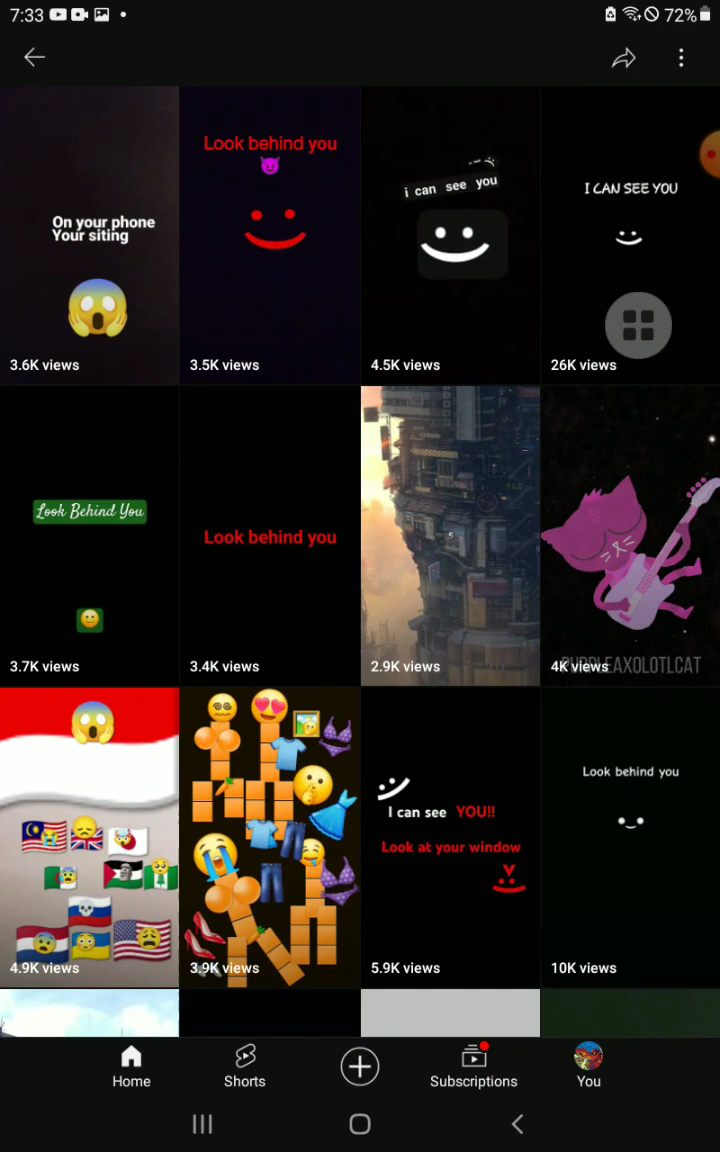 7:33
72%
On your phone
Your siting
3.6K views
Look behind you
3.5K views
i can see you
4.5K views
I CAN SEE YOU
26K views
Look Behind You
3.7K views
Look behind you
3.4K views
5
2.9K views
PURPLEAXOLOTLCAT
4K views
4.9K views
3.9K views
I can see YOU!!
Look at your window
5.9K views
Look behind you
10K views
Home
Shorts
Subscriptions
You